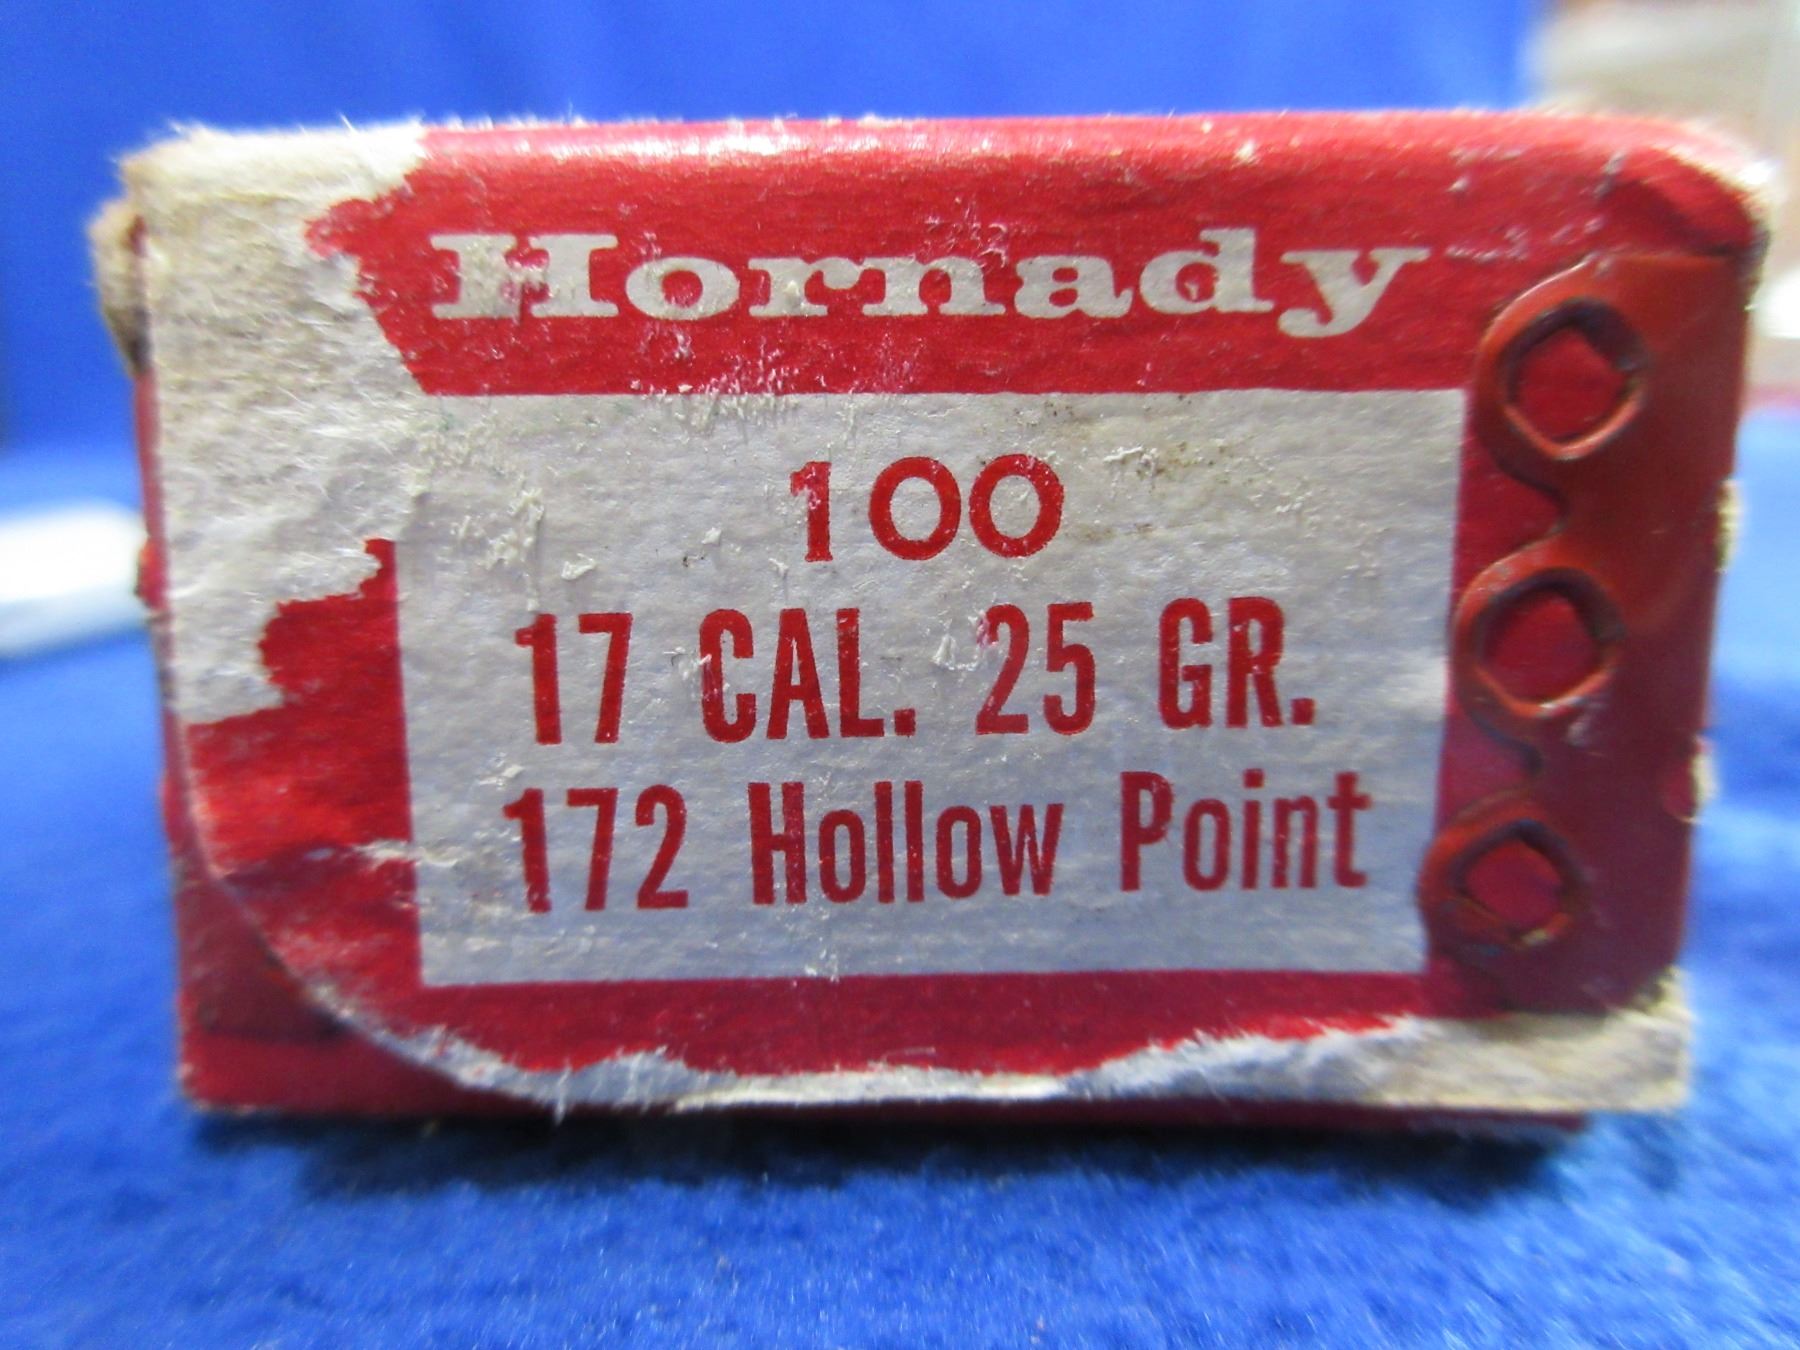 Hornady
100
17 CAL. 25 GR.
172 Hollow Point